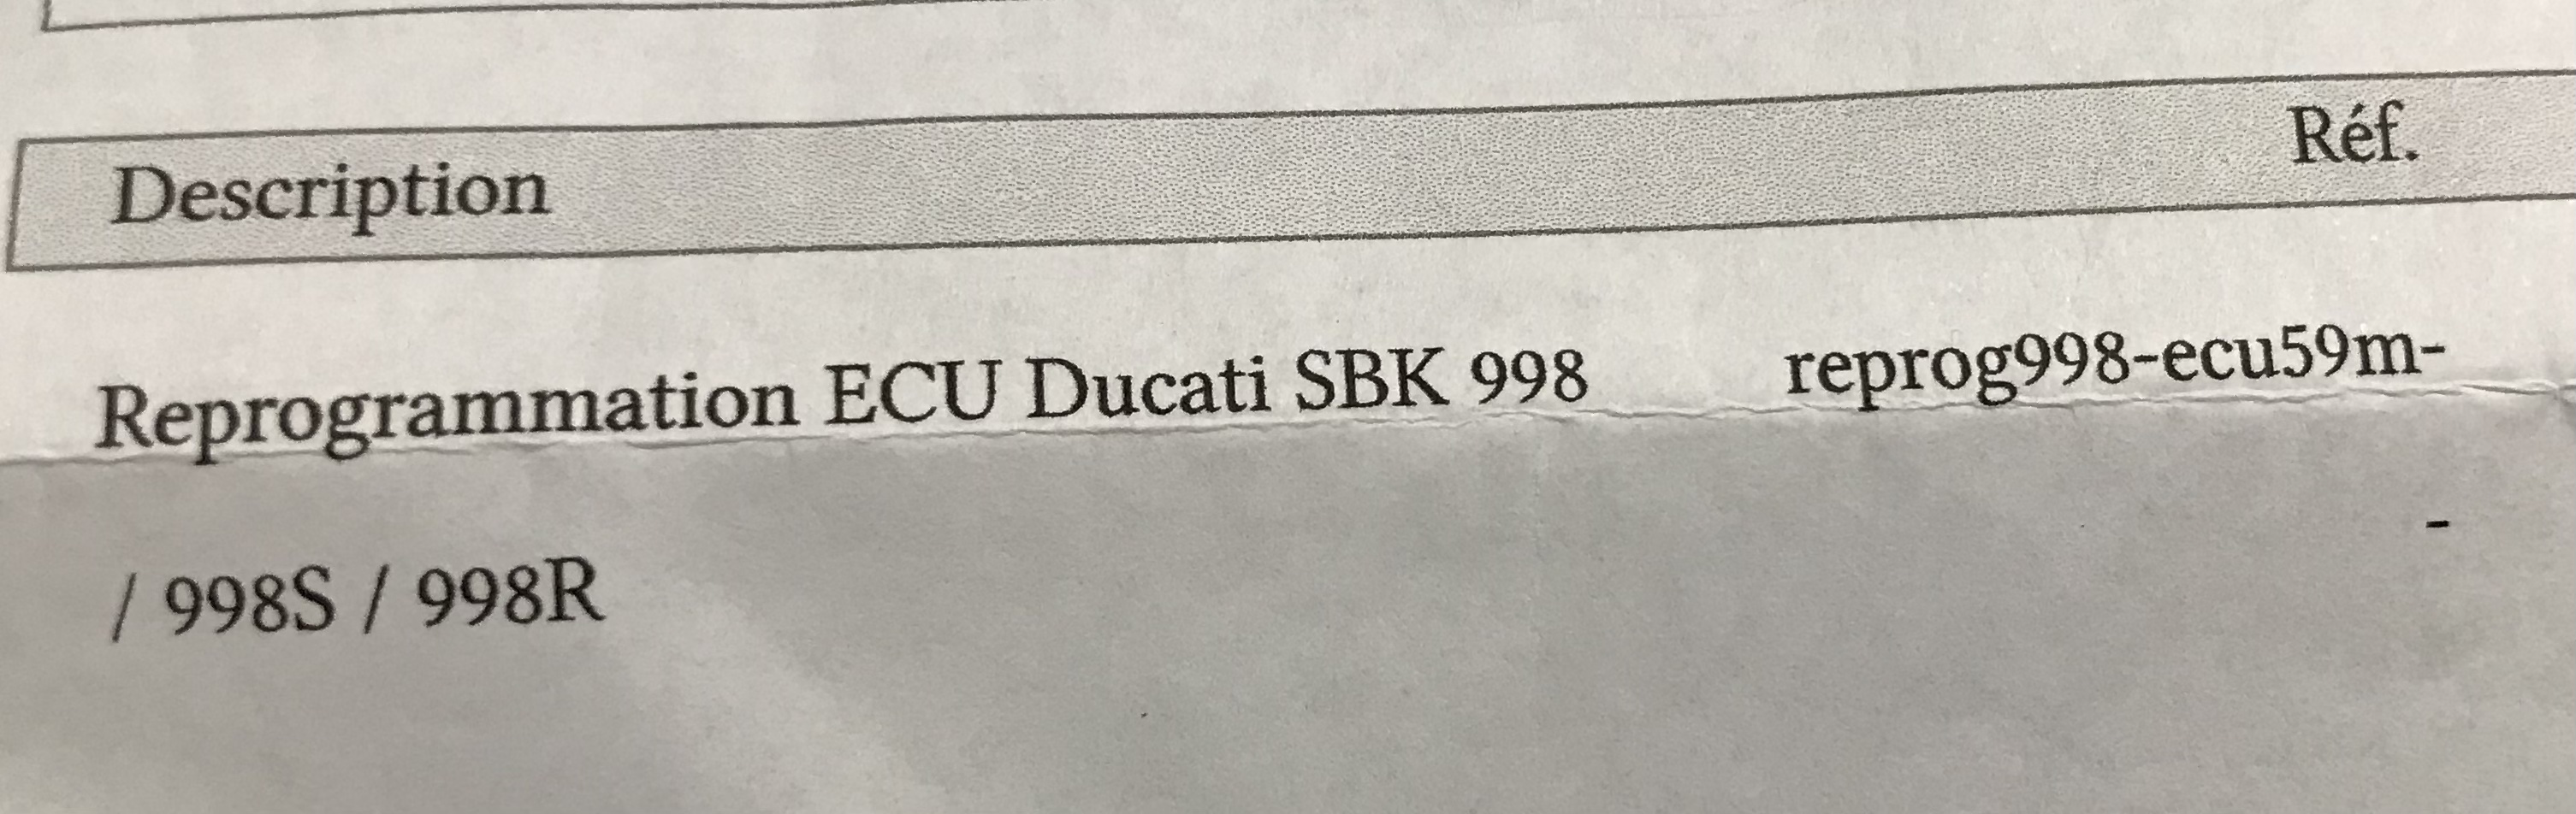 Description Réf.
Reprogrammation ECU Ducati SBK 998 reprog998-ecu59m-
-
/ 998S / 998R